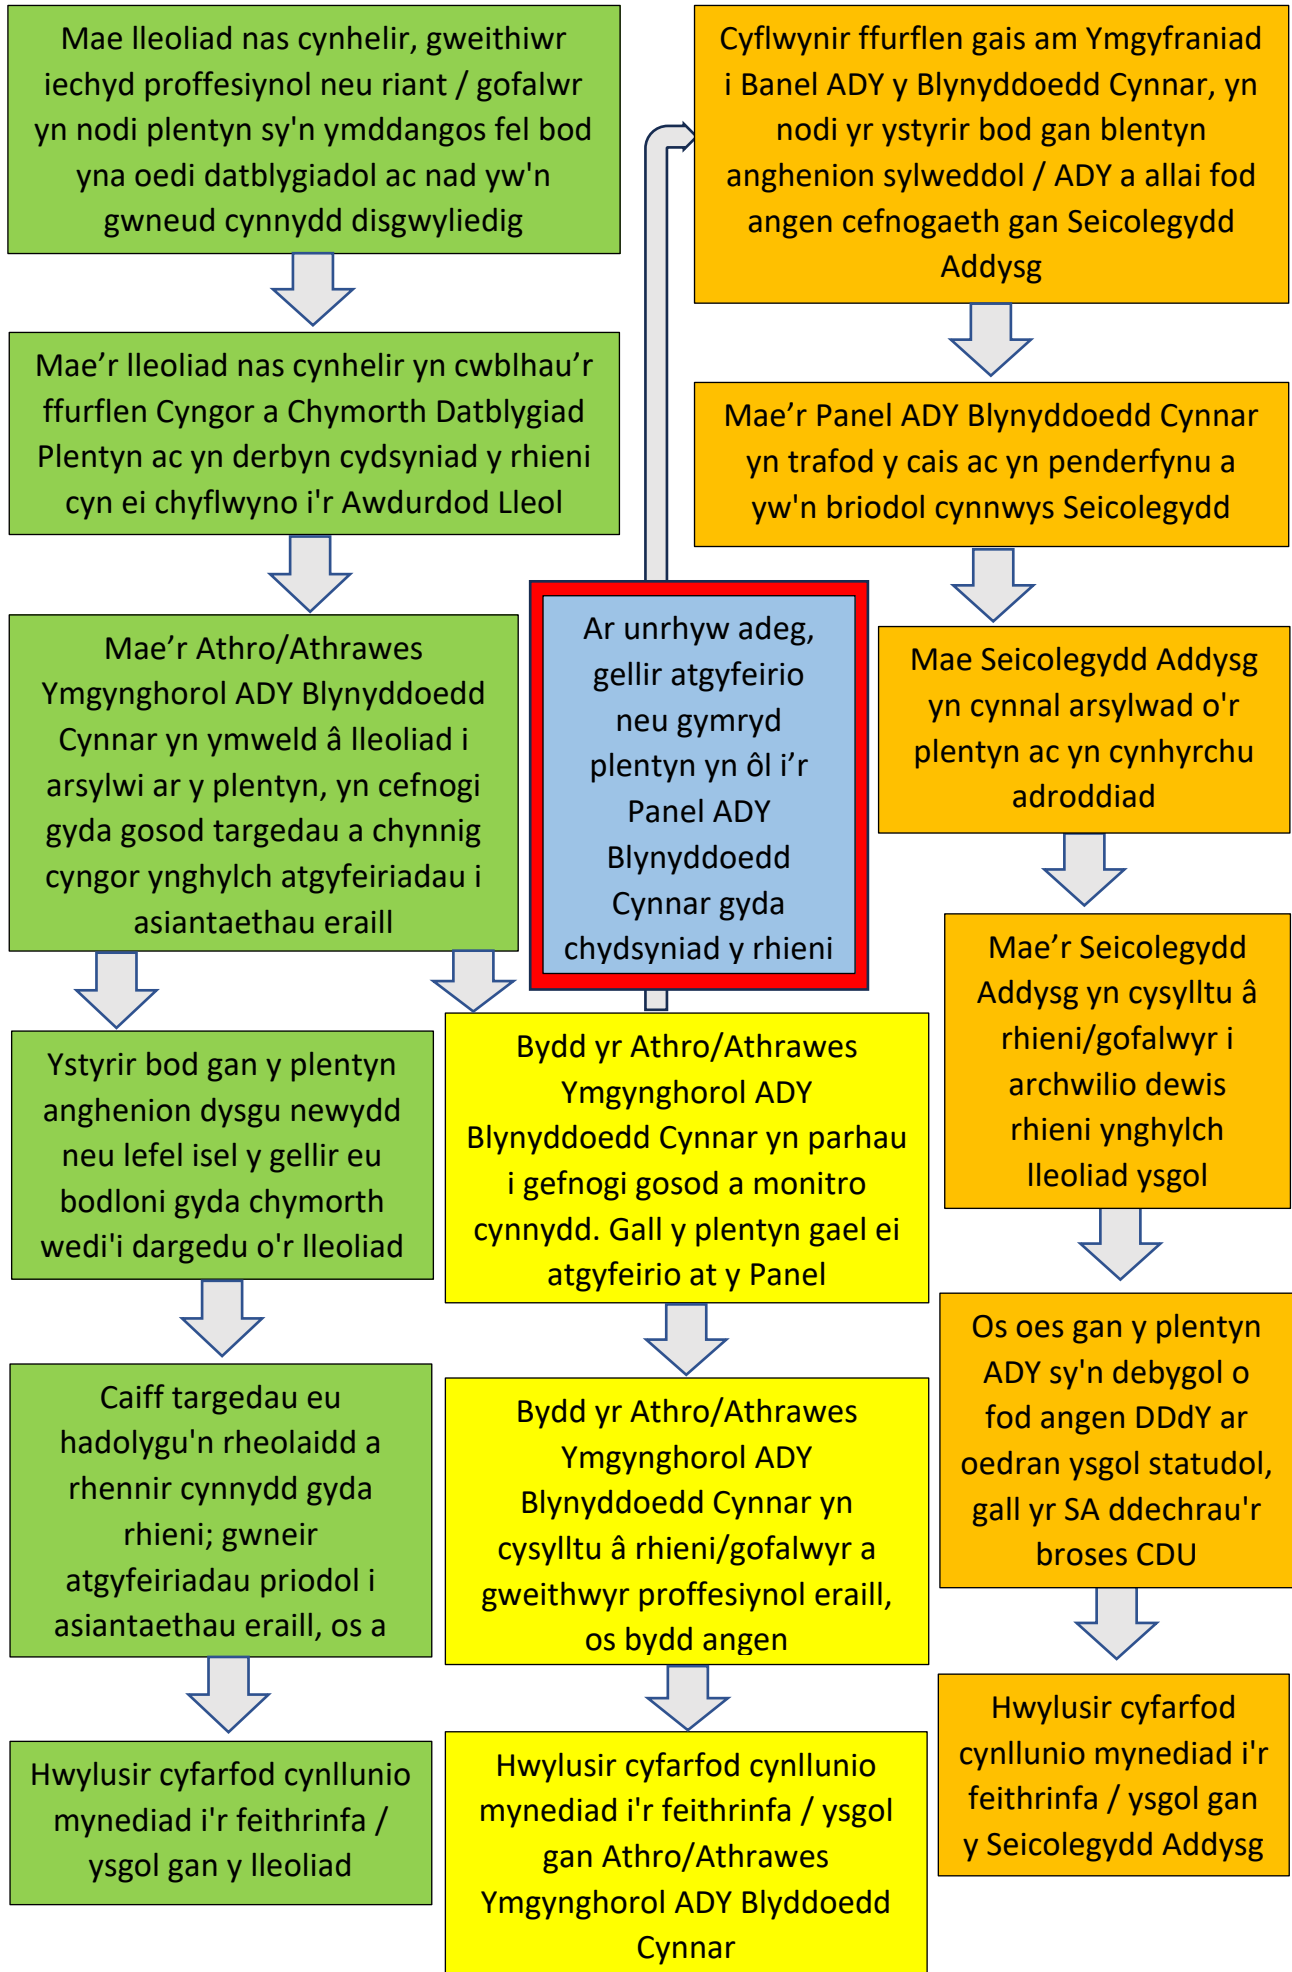 Mae lleoliad nas cynhelir, gweithiwr
iechyd proffesiynol neu riant / gofalwr
yn nodi plentyn sy'n ymddangos fel bod
yna oedi datblygiadol ac nad yw'n
gwneud cynnydd disgwyliedig
Mae’r lleoliad nas cynhelir yn cwblhau’r
ffurflen Cyngor a Chymorth Datblygiad
Plentyn ac yn derbyn cydsyniad y rhieni
cyn ei chyflwyno i'r Awdurdod Lleol
Mae’r Athro/Athrawes
Ymgynghorol ADY Blynyddoedd
Cynnar yn ymweld â lleoliad i
arsylwi ar y plentyn, yn cefnogi
gyda gosod targedau a chynnig
cyngor ynghylch atgyfeiriadau i
asiantaethau eraill
Ystyrir bod gan y plentyn
anghenion dysgu newydd
neu lefel isel y gellir eu
bodloni gyda chymorth
wedi'i dargedu o'r lleoliad
Caiff targedau eu
hadolygu'n rheolaidd a
rhennir cynnydd gyda
rhieni; gwneir
atgyfeiriadau priodol i
asiantaethau eraill, os a
Hwylusir cyfarfod cynllunio
mynediad i'r feithrinfa /
ysgol gan y lleoliad
Ar unrhyw adeg,
gellir atgyfeirio
neu gymryd
plentyn yn ôl i’r
Panel ADY
Blynyddoedd
Cynnar gyda
chydsyniad y rhieni
Bydd yr Athro/Athrawes
Ymgynghorol ADY
Blynyddoedd Cynnar yn parhau
i gefnogi gosod a monitro
cynnydd. Gall y plentyn gael ei
atgyfeirio at y Panel
Bydd yr Athro/Athrawes
Ymgynghorol ADY
Blynyddoedd Cynnar yn
cysylltu â rhieni/gofalwyr a
gweithwyr proffesiynol eraill,
os bydd angen
Hwylusir cyfarfod cynllunio
mynediad i'r feithrinfa / ysgol
gan Athro/Athrawes
Ymgynghorol ADY Blyddoedd
Cynnar
Cyflwynir ffurflen gais am Ymgyfraniad
i Banel ADY y Blynyddoedd Cynnar, yn
nodi yr ystyrir bod gan blentyn
anghenion sylweddol / ADY a allai fod
angen cefnogaeth gan Seicolegydd
Addysg
Mae’r Panel ADY Blynyddoedd Cynnar
yn trafod y cais ac yn penderfynu a
yw'n briodol cynnwys Seicolegydd
Mae Seicolegydd Addysg
yn cynnal arsylwad o'r
plentyn ac yn cynhyrchu
adroddiad
Mae’r Seicolegydd
Addysg yn cysylltu â
rhieni/gofalwyr i
archwilio dewis
rhieni ynghylch
lleoliad ysgol
Os oes gan y plentyn
ADY sy'n debygol o
fod angen DDdY ar
oedran ysgol statudol,
gall yr SA ddechrau'r
broses CDU
Hwylusir cyfarfod
cynllunio mynediad i'r
feithrinfa / ysgol gan
y Seicolegydd Addysg